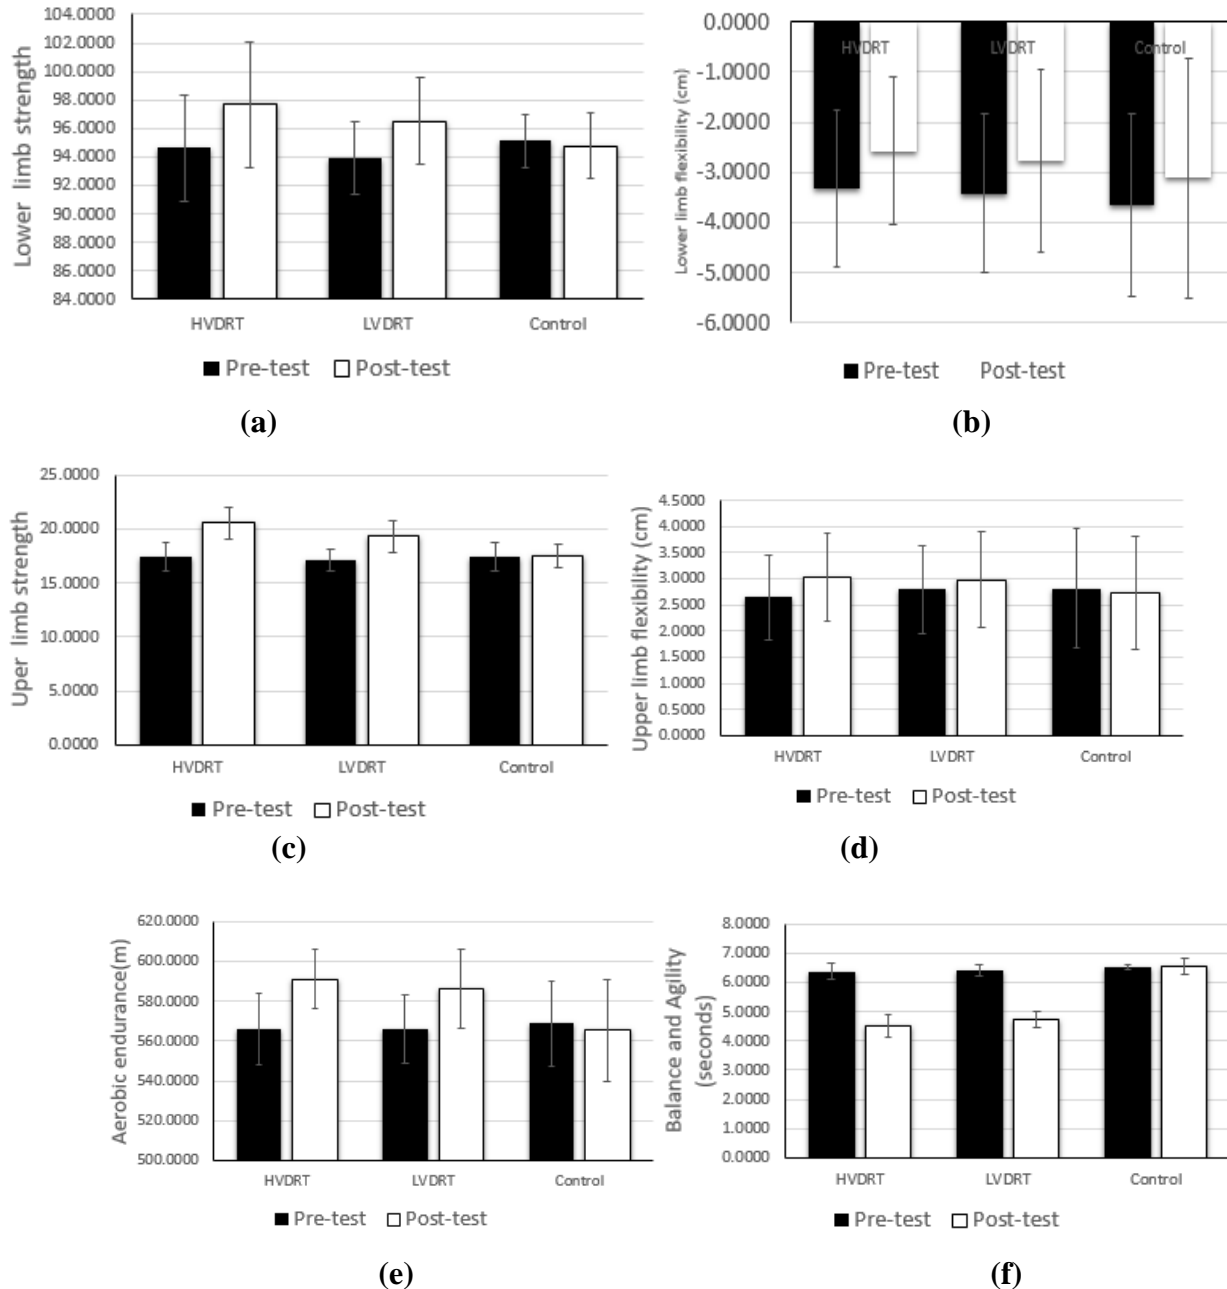 104.0000
102.0000
100.0000
98.0000
96.0000
94.0000
92.0000
90.0000
88.0000
86.0000
84.0000
Lower limb strength
HVDRT LVDRT Control
Pre-test Post-test
(a)
0.0000
-1.0000
-2.0000
-3.0000
-4.0000
-5.0000
-6.0000
Lower limb flexibility (cm)
HVDRT LVDRT Control
Pre-test Post-test
(b)
25.0000
20.0000
15.0000
10.0000
5.0000
0.0000
Uper limb strength
HVDRT LVDRT Control
Pre-test Post-test
(c)
4.5000
4.0000
3.5000
3.0000
2.5000
2.0000
1.5000
1.0000
0.5000
0.0000
Upper limb flexibility (cm)
HVDRT LVDRT Control
Pre-test Post-test
(d)
620.0000
600.0000
580.0000
560.0000
540.0000
520.0000
500.0000
Aerobic endurance(m)
HVDRT LVDRT Control
Pre-test Post-test
(e)
8.0000
7.0000
6.0000
5.0000
4.0000
3.0000
2.0000
1.0000
0.0000
Balance and Agility
(seconds)
HVDRT LVDRT Control
Pre-test Post-test
(f)